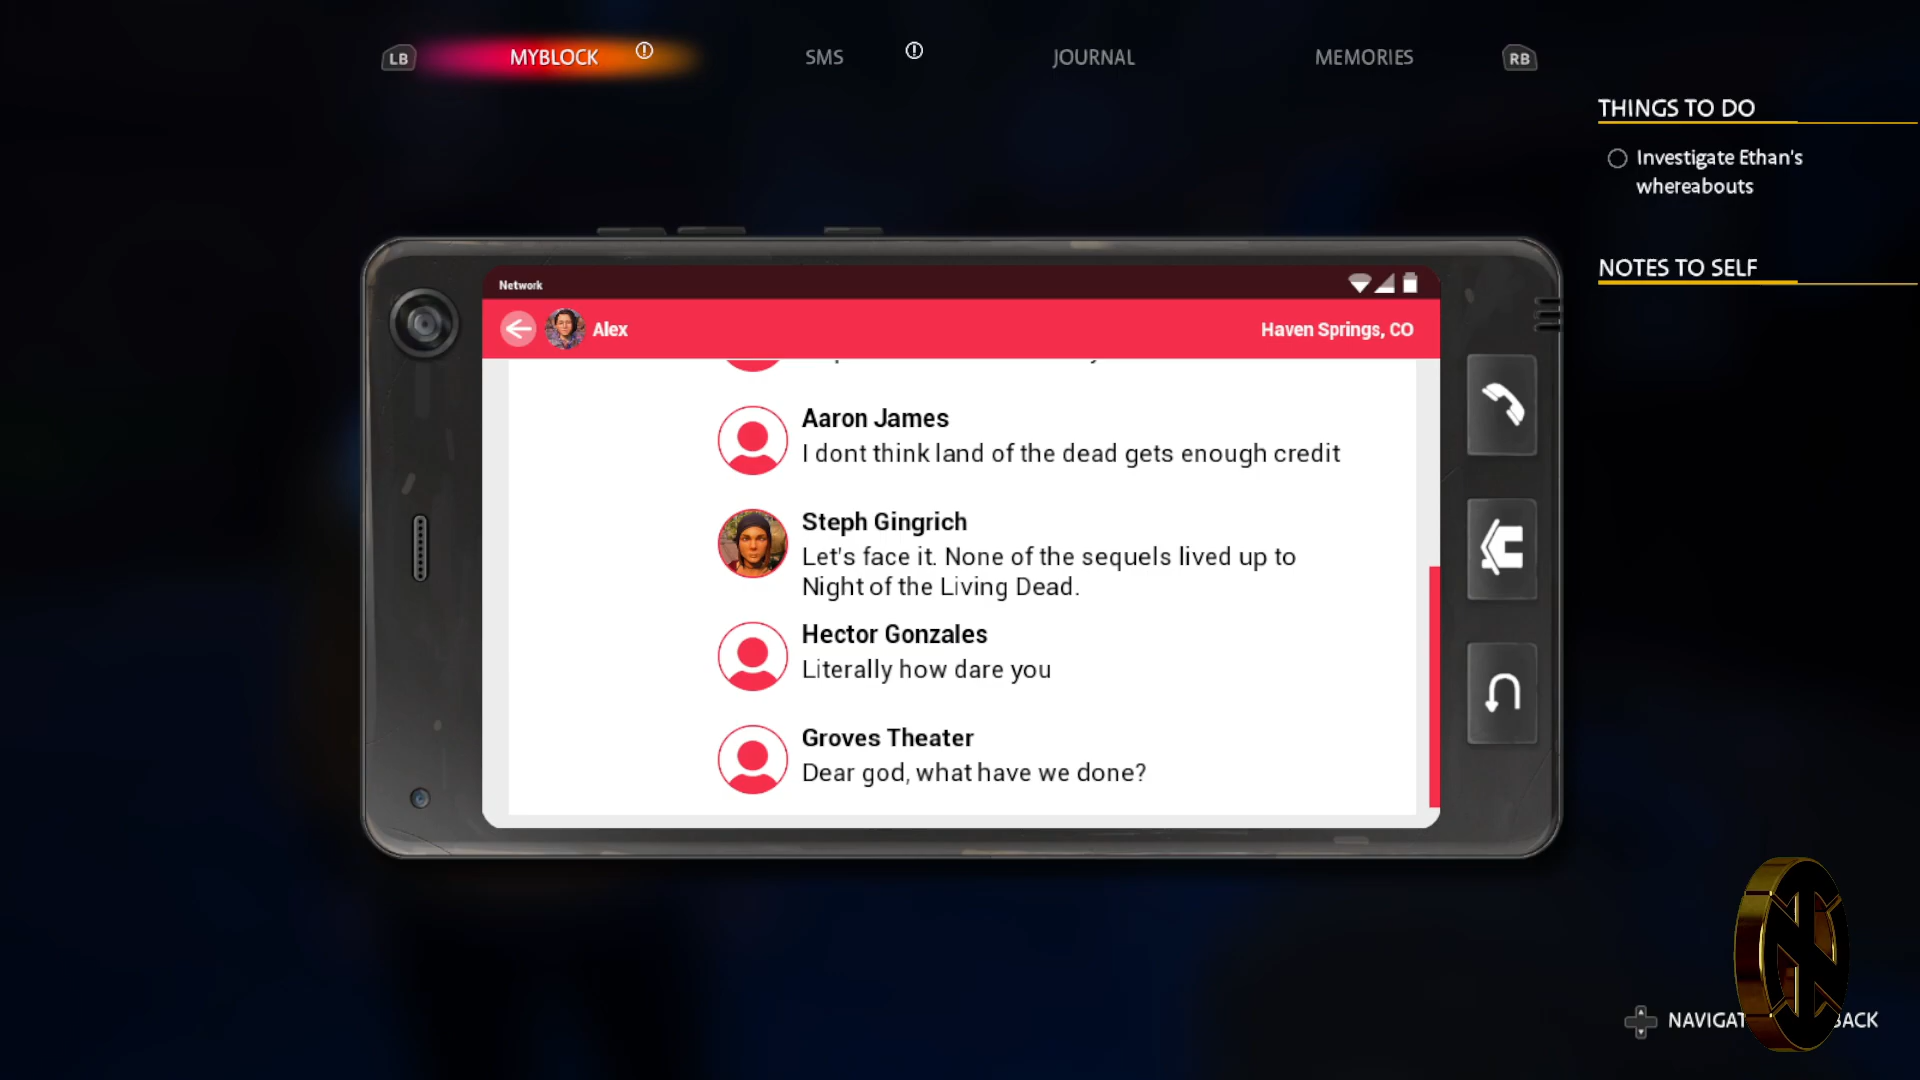 LB
MYBLOCK
SMS
JOURNAL
MEMORIES
RB
THINGS TO DO
Investigate Ethan's
whereabouts
NOTES TO SELF
Network
Alex
Haven Springs, CO
Aaron James
I dont think land of the dead gets enough credit
Steph Gingrich
Let's face it. None of the sequels lived up to
Night of the Living Dead.
Hector Gonzales
Literally how dare you
Groves Theater
Dear god, what have we done?